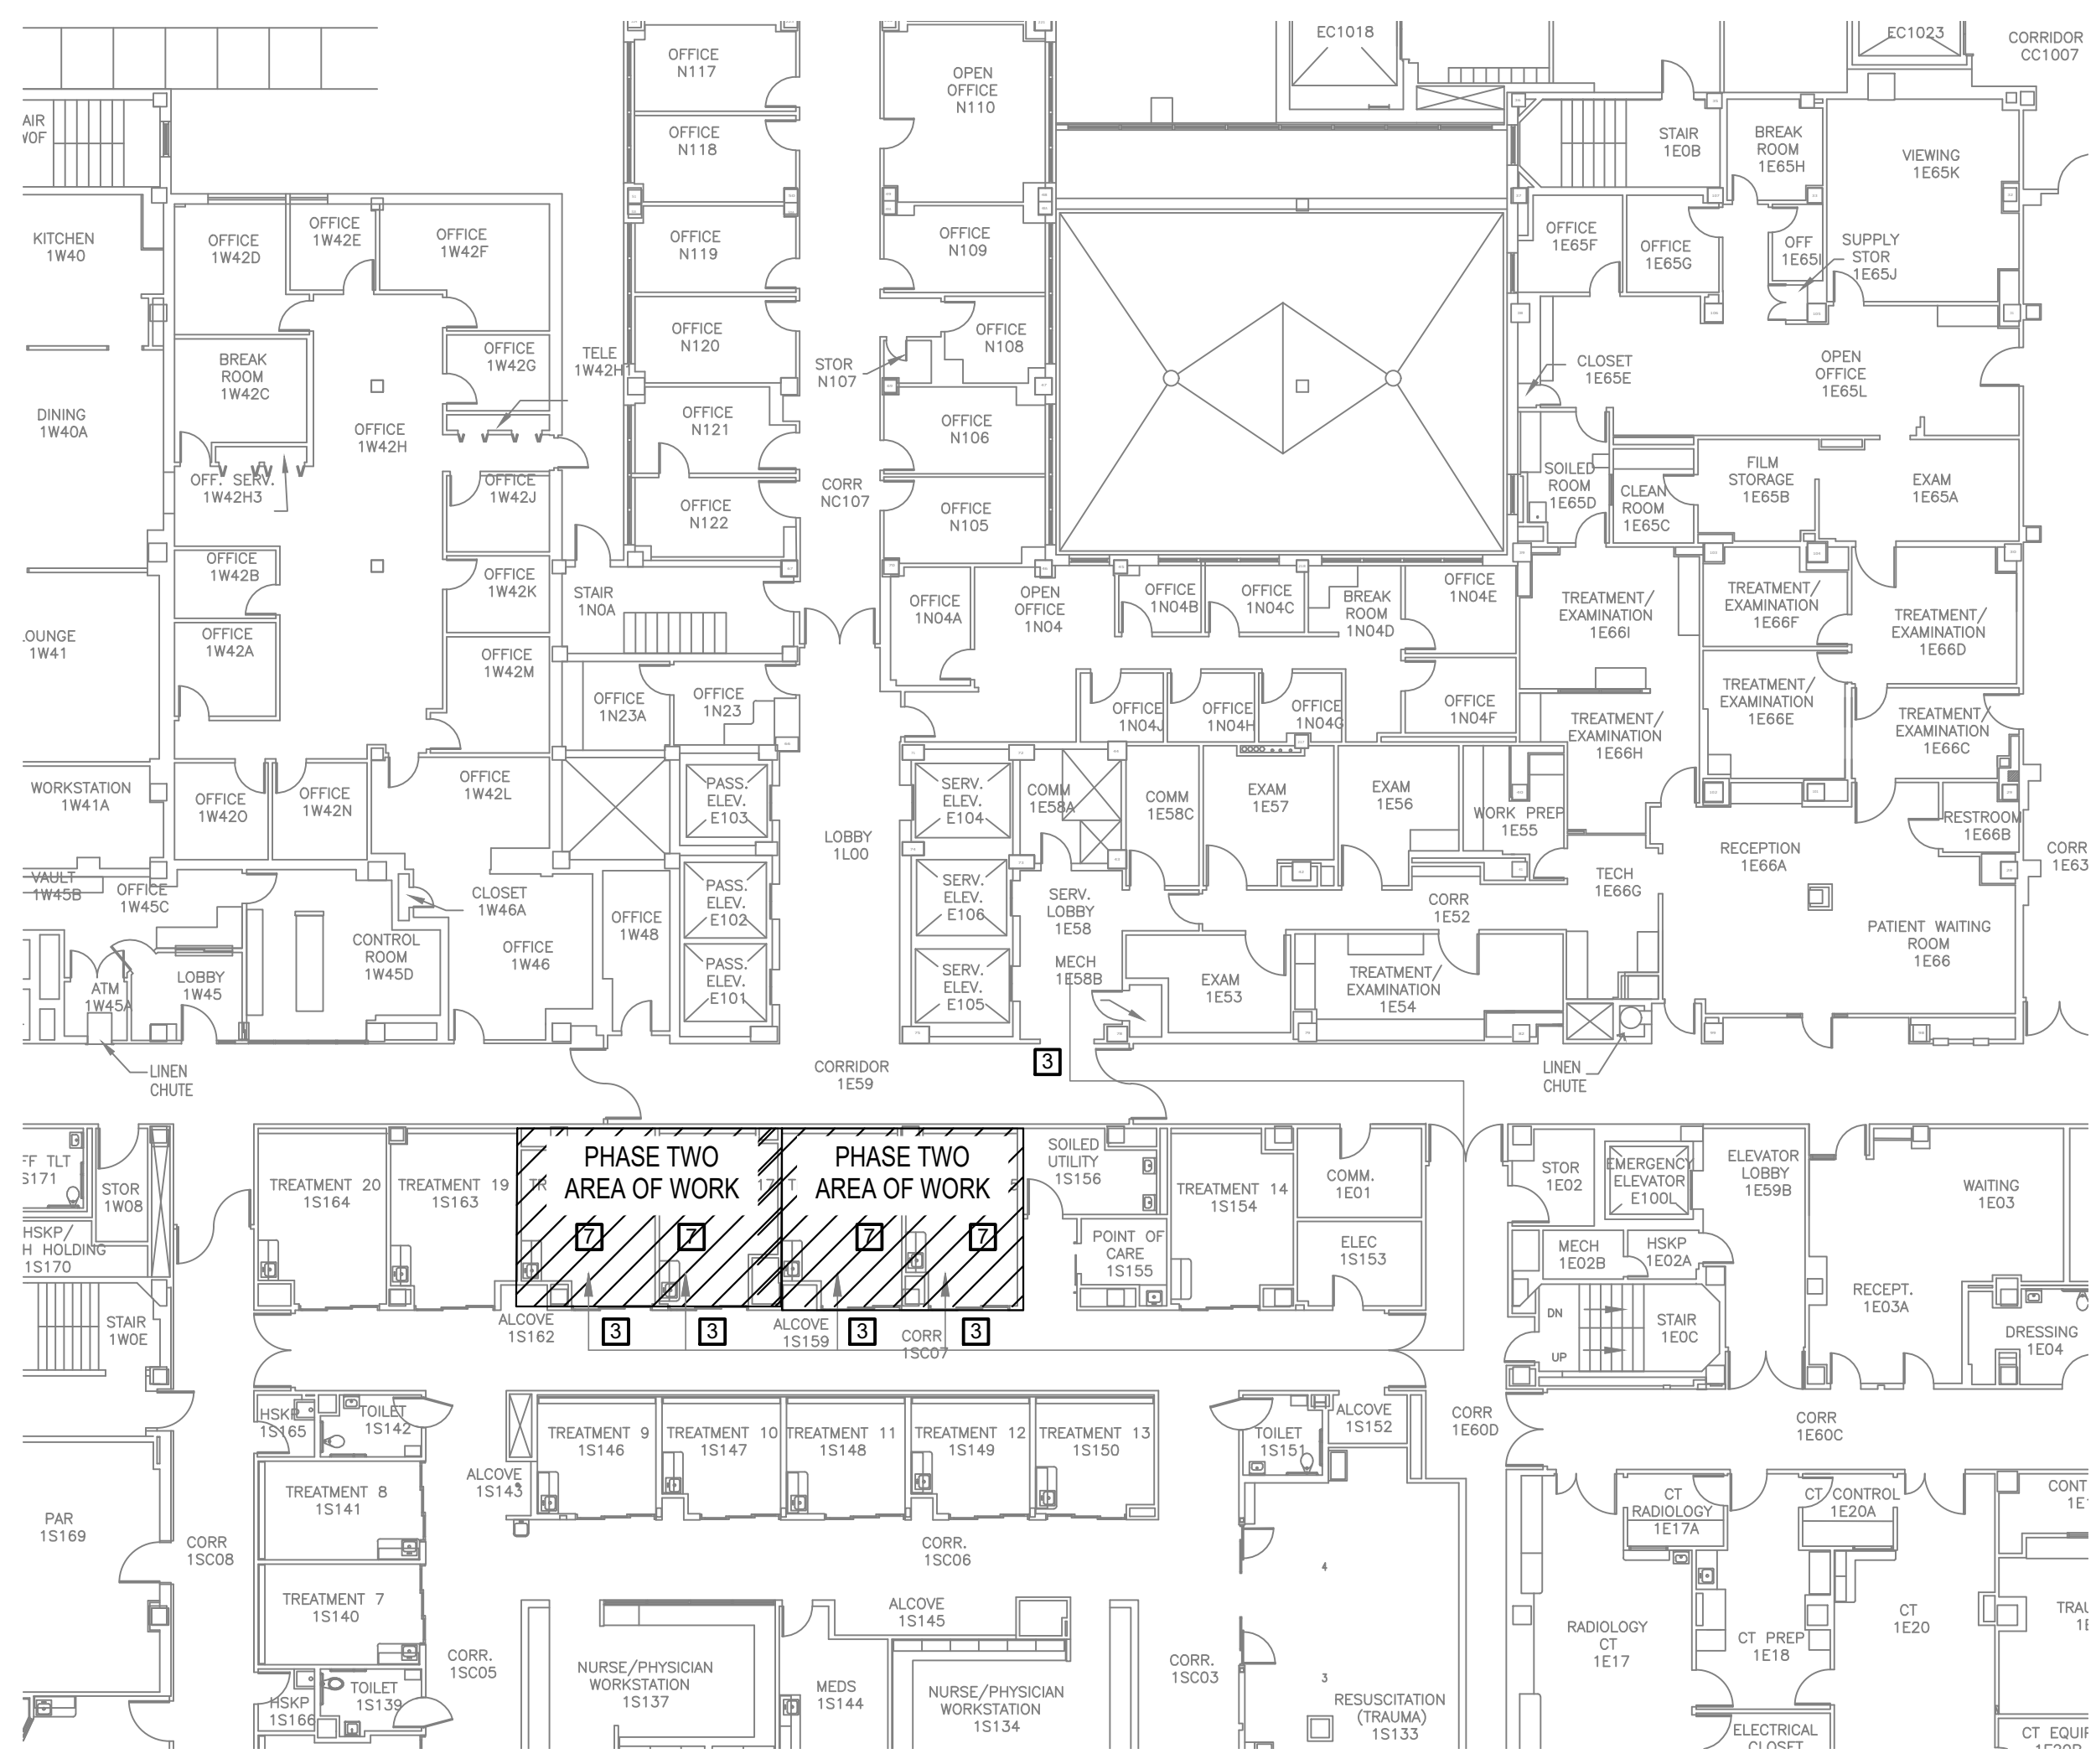 EC1018
EC1023
CORRIDOR
CC1007
OFFICE
N117
OPEN
OFFICE
N110
OFFICE
N118
STAIR
1E0B
BREAK
ROOM
1E65H
VIEWING
1E65K
KITCHEN
1W40
OFFICE
1W42D
OFFICE
1W42E
OFFICE
1W42F
OFFICE
N119
OFFICE
N109
OFFICE
1E65F
OFFICE
1E65G
OFF
1E65I
SUPPLY
STOR
1E65J
BREAK
ROOM
1W42C
OFFICE
1W42G
TELE
1W42H
OFFICE
N120
STOR
N107
OFFICE
N108
CLOSET
1E65E
OPEN
OFFICE
1E65L
DINING
1W40A
OFFICE
1W42H
OFFICE
N121
OFFICE
N106
OFF. SERV.
1W42H3
OFFICE
1W42J
OFFICE
N122
CORR
NC107
OFFICE
N105
SOILED
ROOM
1E65D
CLEAN
ROOM
1E65C
FILM
STORAGE
1E65B
EXAM
1E65A
OFFICE
1W42B
OFFICE
1W42K
STAIR
1N0A
OFFICE
1N04A
OPEN
OFFICE
1N04
OFFICE
1N04B
OFFICE
1N04C
BREAK
ROOM
1N04D
OFFICE
1N04E
TREATMENT/
EXAMINATION
1E66I
TREATMENT/
EXAMINATION
1E66F
TREATMENT/
EXAMINATION
1E66D
1W41
OFFICE
1W42A
OFFICE
1W42M
OFFICE
1N23A
OFFICE
1N23
OFFICE
1N04J
OFFICE
1N04H
OFFICE
1N04G
OFFICE
1N04F
TREATMENT/
EXAMINATION
1E66H
TREATMENT/
EXAMINATION
1E66E
TREATMENT/
EXAMINATION
1E66C
WORKSTATION
1W41A
OFFICE
1W42O
OFFICE
1W42N
OFFICE
1W42L
PASS.
ELEV.
E103
LOBBY
1L00
SERV.
ELEV.
E104
COMM
1E58A
COMM
1E58C
EXAM
1E57
EXAM
1E56
WORK PREP
1E55
RECEPTION
1E66A
RESTROOM
1E66B
CORR
1E63
VAULT
1W45B
OFFICE
1W45C
CLOSET
1W46A
OFFICE
1W48
PASS.
ELEV.
E102
SERV.
ELEV.
E106
SERV.
LOBBY
1E58
CORR
1E52
TECH
1E66G
PATIENT WAITING
ROOM
1E66
ATM
1W45A
LOBBY
1W45
CONTROL
ROOM
1W45D
OFFICE
1W46
PASS.
ELEV.
E101
SERV.
ELEV.
E105
MECH
1E58B
EXAM
1E53
TREATMENT/
EXAMINATION
1E54
LINEN
CHUTE
CORRIDOR
1E59
3
LINEN
CHUTE
STOR
1W08
TREATMENT 20
1S164
TREATMENT 19
1S163
PHASE TWO
AREA OF WORK
7
7
PHASE TWO
AREA OF WORK
7
7
SOILED
UTILITY
1S156
TREATMENT 14
1S154
COMM.
1E01
STOR
1E02
EMERGENCY
ELEVATOR
E100L
ELEVATOR
LOBBY
1E59B
WAITING
1E03
HSKP/
H HOLDING
1S170
POINT OF
CARE
1S155
ELEC
1S153
MECH
1E02B
HSKP
1E02A
RECEPT.
1E03A
STAIR
1W0E
ALCOVE
1S162
3
3
ALCOVE
1S159
3
CORR
1SC07
3
DN
UP
STAIR
1E0C
DRESSING
1E04
HSKP
1S165
TOILET
1S142
TREATMENT 9
1S146
TREATMENT 10
1S147
TREATMENT 11
1S148
TREATMENT 12
1S149
TREATMENT 13
1S150
TOILET
1S151
ALCOVE
1S152
CORR
1E60D
CORR
1E60C
PAR
1S169
CORR
1SC08
TREATMENT 8
1S141
ALCOVE
1S143
CORR.
1SC06
CT
RADIOLOGY
1E17A
CT CONTROL
1E20A
TREATMENT 7
1S140
ALCOVE
1S145
4
RADIOLOGY
CT
1E17
CT PREP
1E18
CT
1E20
HSKP
1S166
TOILET
1S139
CORR.
1SC05
NURSE/PHYSICIAN
WORKSTATION
1S137
MEDS
1S144
NURSE/PHYSICIAN
WORKSTATION
1S134
CORR.
1SC03
3
RESUSCITATION
(TRAUMA)
1S133
ELECTRICAL
CLOSET